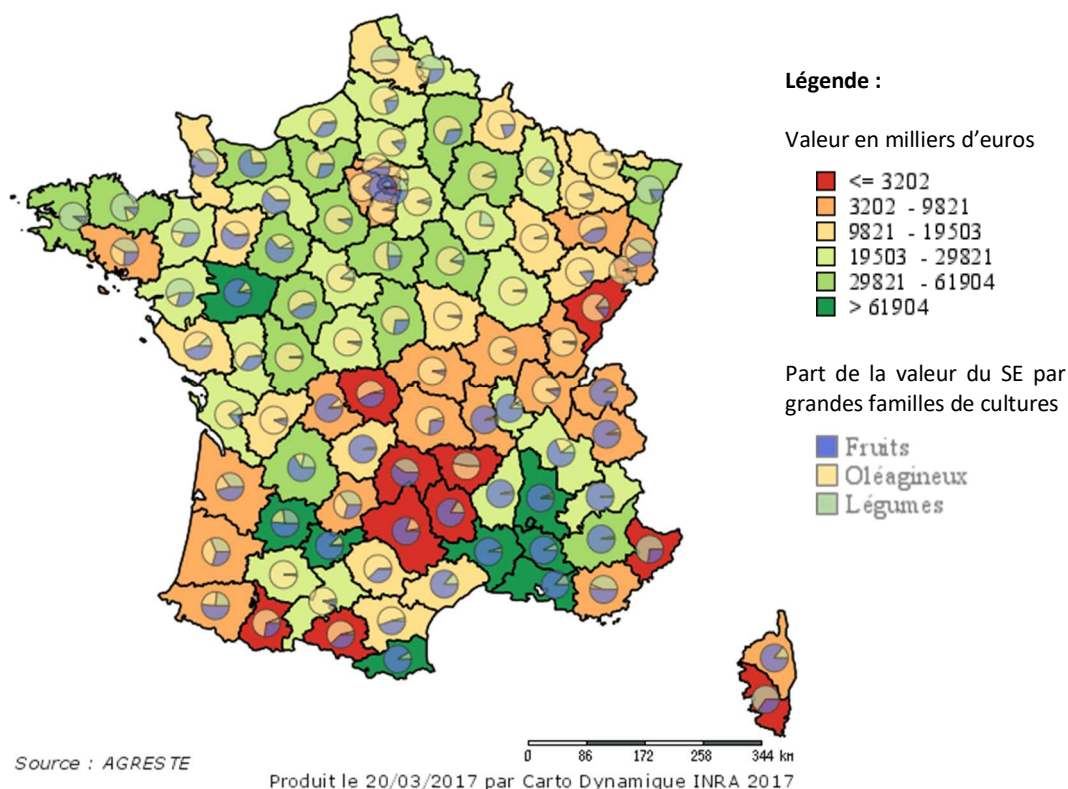 Légende :
Valeur en milliers d’euros
<= 3202
3202 - 9821
9821 - 19503
19503 - 29821
29821 - 61904
> 61904
Part de la valeur du SE par
grandes familles de cultures
Fruits
Oléagineux
Légumes
0 86 172 258 344 km
Source : AGRESTE
Produit le 20/03/2017 par Carto Dynamique INRA 2017